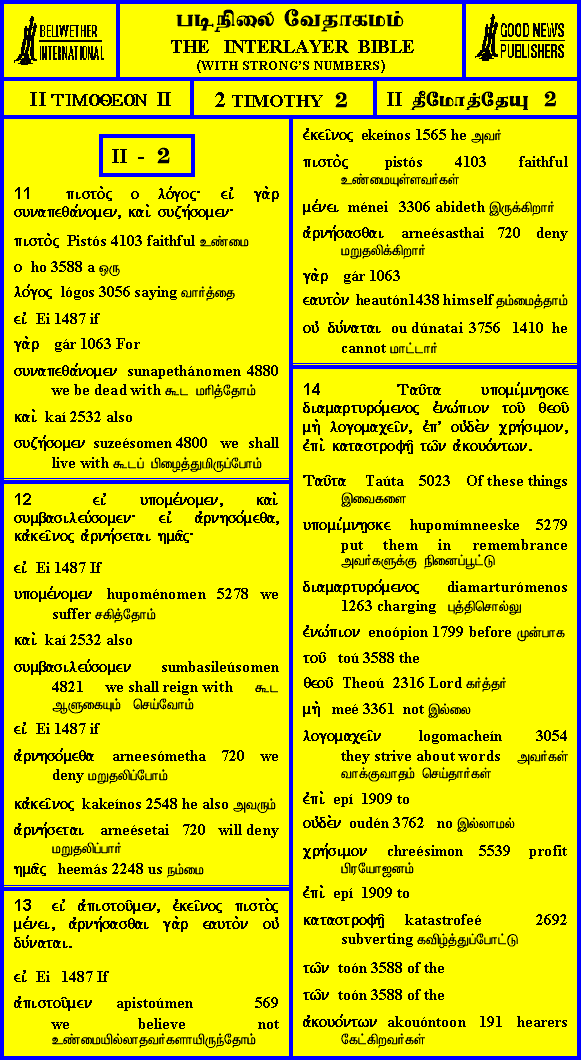 BELIWETHER
INTERNATIONAL
படிநிலை வேதாகமம்
THE INTERLAYER BIBLE
(WITH STRONG'S NUMBERS)
GOOD NEWS
PUBLISHERS
II ΤΙΜΟΘΕΟΝ II
2 TIMOTHY 2
II தீமோத்தேயு 2
II - 2
11 πιστὸς ο λόγος· εἰ γὰρ
συναπεθάνομεν, καὶ συζήσομεν·
πιστὸς Pistós 4103 faithful உண்மை
ο ho 3588 a ஒரு
λόγος lógos 3056 saying வார்த்தை
εἰ Ei 1487 if
γὰρ gár 1063 For
συναπεθάνομεν sunapethánomen 4880
we be dead with கூட மரித்தோம்
καὶ kaí 2532 also
συζήσομεν suzeésomen 4800 we shall
live with கூடப் பிழைத்துமிருப்போம்
12 εἰ υπομένομεν, καὶ
συμβασιλεύσομεν· εἰ ἀρνησόμεθα,
κἀκεῖνος ἀρνήσεται ημᾶς·
εἰ Ei 1487 If
υπομένομεν hupoménomen 5278 we
suffer சகித்தோம்
καὶ kaí 2532 also
συμβασιλεύσομεν sumbasileúsomen
4821 we shall reign with கூட
ஆளுகையும் செய்வோம்
εἰ Ei 1487 if
ἀρνησόμεθα arneesómetha 720 we
deny மறுதலிப்போம்
κἀκεῖνος kakeínos 2548 he also அவரும்
ἀρνήσεται arneésetai 720 will deny
மறுதலிப்பார்
ημᾶς heemás 2248 us நம்மை
13 εἰ ἀπιστοῦμεν, ἐκεῖνος πιστὸς
μένει, ἀρνήσασθαι γὰρ εαυτὸν οὐ
δύναται.
εἰ Ei 1487 If
ἀπιστοῦμεν apistoúmen 569
we believe not
உண்மையில்லாதவர்களாயிருந்தோம்
ἐκεῖνος ekeínos 1565 he அவர்
πιστὸς pistós 4103 faithful
உண்மையுள்ளவர்கள்
μένει ménei 3306 abideth இருக்கிறார்
ἀρνήσασθαι arneésasthai 720 deny
மறுதலிக்கிறார்
γὰρ gár 1063
εαυτὸν heautón1438 himself தம்மைத்தாம்
οὐ δύναται ou dúnatai 3756 1410 he
cannot மாட்டார்
14 Ταῦτα υπομίμνησκε
διαμαρτυρόμενος ἐνώπιον τοῦ θεοῦ
μὴ λογομαχεῖν, ἐπ' οὐδὲν χρήσιμον,
ἐπὶ καταστροφῇ τῶν ἀκουόντων.
Ταῦτα Taúta 5023 Of these things
இவைகளை
υπομίμνησκε hupomímneeske 5279
put them in remembrance
அவர்களுக்கு நினைப்பூட்டு
διαμαρτυρόμενος diamarturómenos
1263 charging புத்திசொல்லு
ἐνώπιον enoópion 1799 before முன்பாக
τοῦ toú 3588 the
θεοῦ Theoú 2316 Lord கர்த்தர்
μὴ meé 3361 not இல்லை
λογομαχεῖν logomacheín 3054
they strive about words அவர்கள்
வாக்குவாதம் செய்தார்கள்
ἐπὶ epí 1909 to
οὐδὲν oudén 3762 no இல்லாமல்
χρήσιμον chreésimon 5539 profit
பிரயோஜனம்
ἐπὶ epí 1909 to
καταστροφῇ katastrofeé 2692
subverting கவிழ்த்துப்போட்டு
τῶν toón 3588 of the
τῶν toón 3588 of the
ἀκουόντων akouóntoon 191 hearers
கேட்கிறவர்கள்